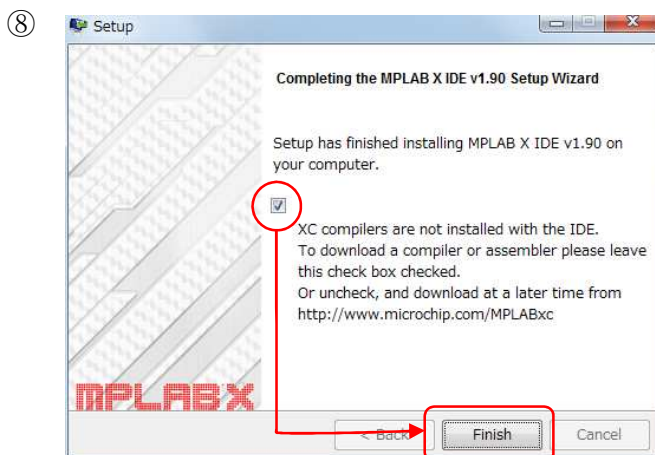 ⑧
Setup
Completing the MPLAB X IDE v1.90 Setup Wizard
Setup has finished installing MPLAB X IDE v1.90 on
your computer.
XC compilers are not installed with the IDE.
To download a compiler or assembler please leave
this check box checked.
Or uncheck, and download at a later time from
http://www.microchip.com/MPLABxc
MPLABX
< Back Finish Cancel